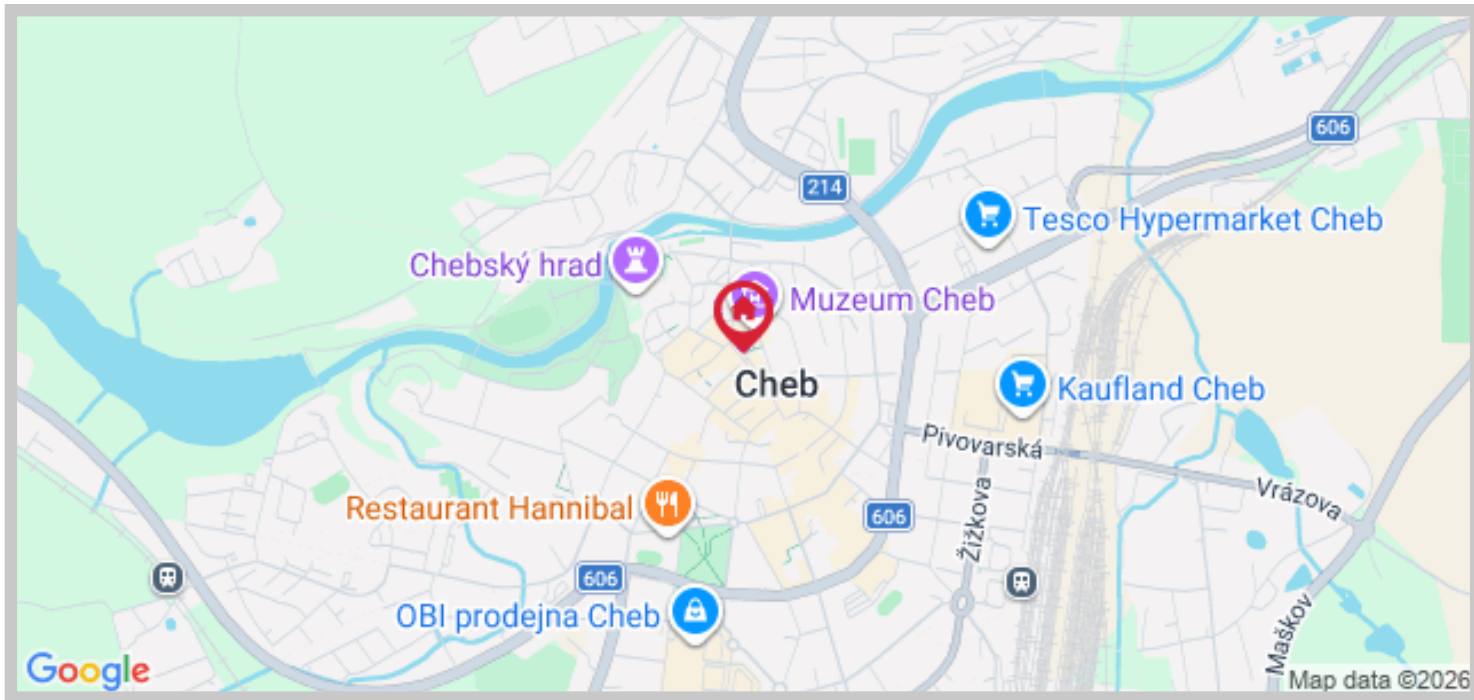 606
214
Tesco Hypermarket Cheb
Chebský hrad
Muzeum Cheb
Cheb
Kaufland Cheb
Pivovarská
Vrázova
Restaurant Hannibal
606
Žižkova
606
OBI prodejna Cheb
Maškov
Google
Map data ©2026